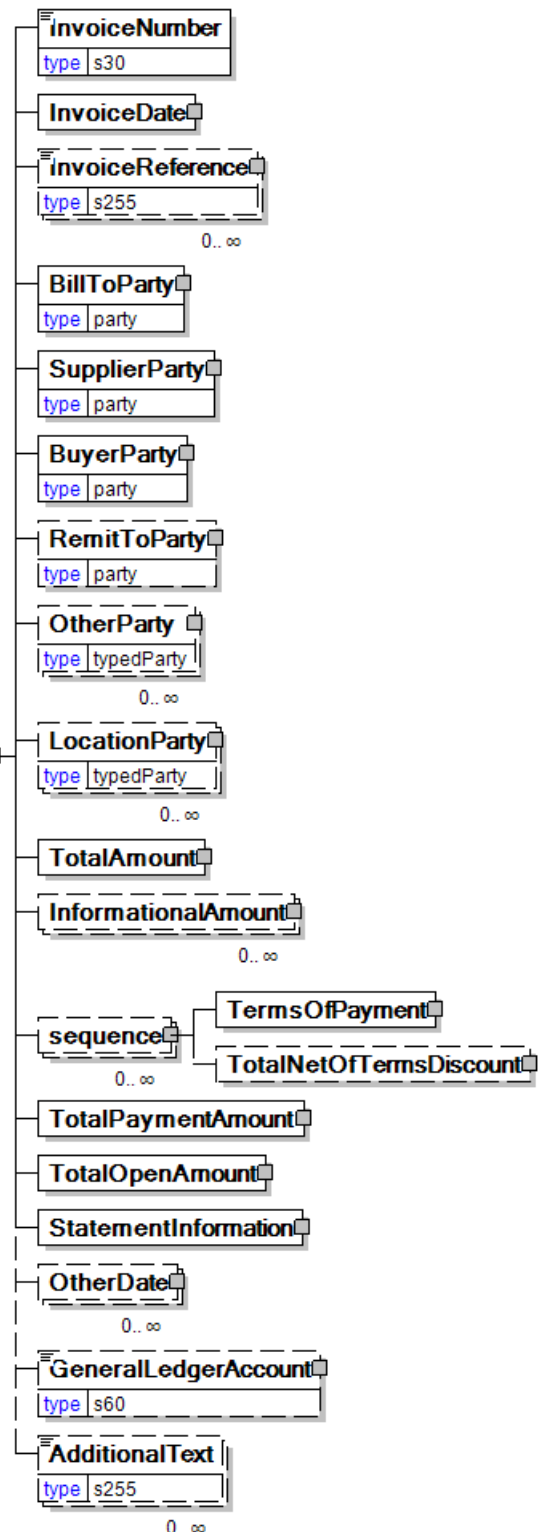 InvoiceNumber
type s30
InvoiceDate
InvoiceReference
type s255
0.. ∞
BillToParty
type party
SupplierParty
type party
BuyerParty
type party
RemitToParty
type party
OtherParty
type typedParty
0.. ∞
LocationParty
type typedParty
0.. ∞
TotalAmount
InformationalAmount
0.. ∞
TermsOfPayment
sequence
TotalNetOfTermsDiscount
0.. ∞
TotalPaymentAmount
TotalOpenAmount
StatementInformation
OtherDate
0.. ∞
GeneralLedgerAccount
type s60
AdditionalText
type s255
0.. ∞